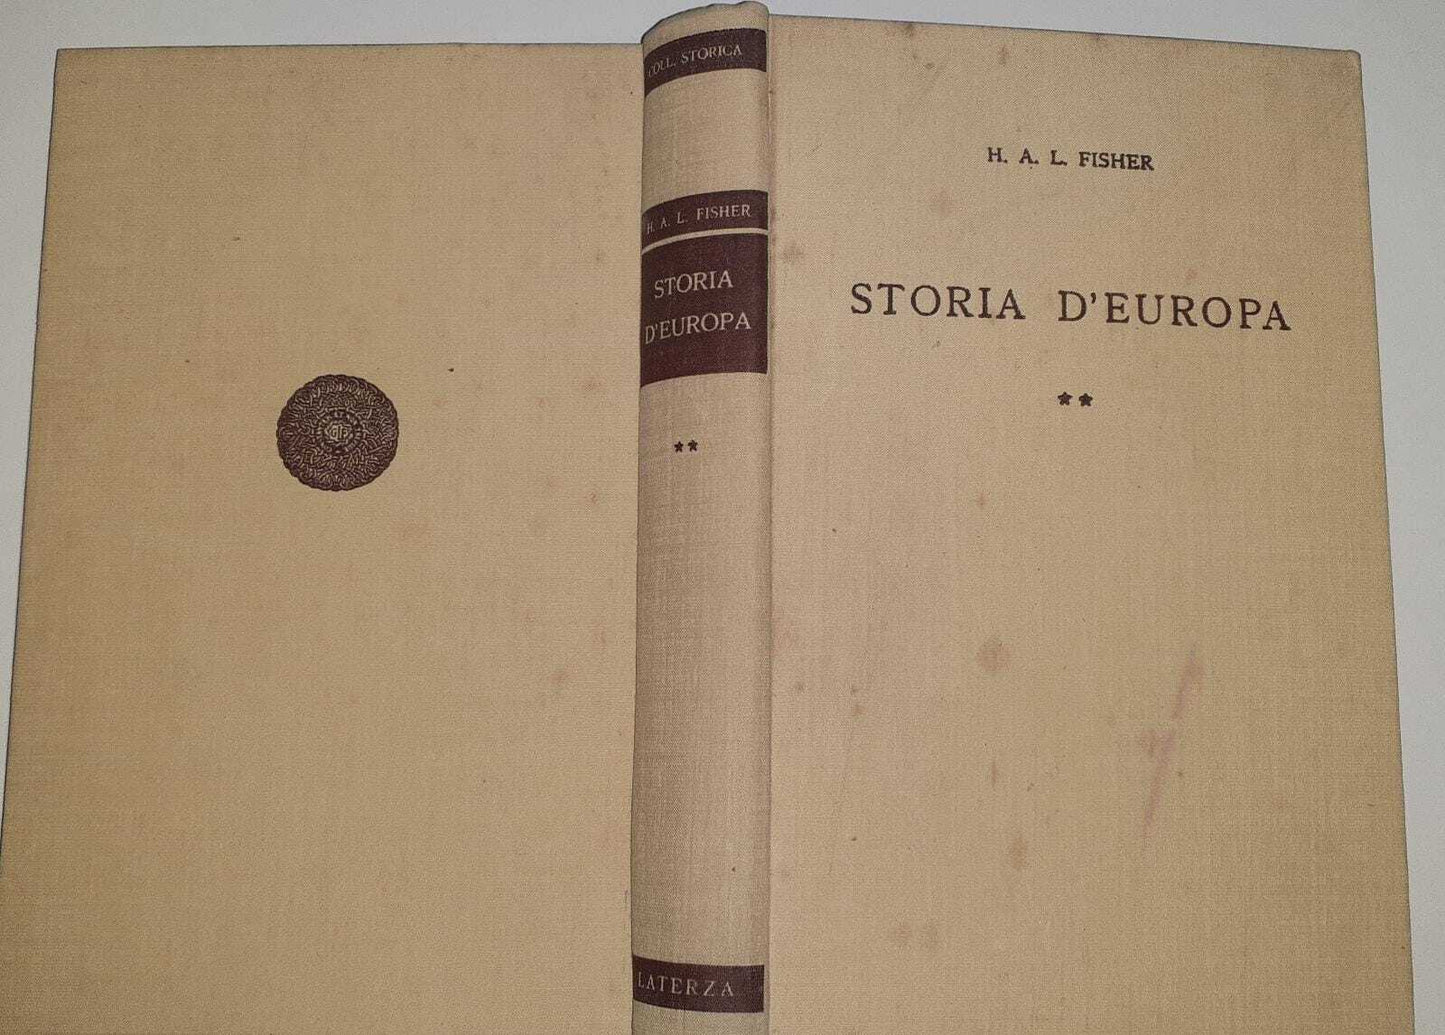 COLL. STORICA
H. A. L. FISHER
STORIA
D'EUROPA
**
LATERZA
H. A. L. FISHER
STORIA D'EUROPA
**